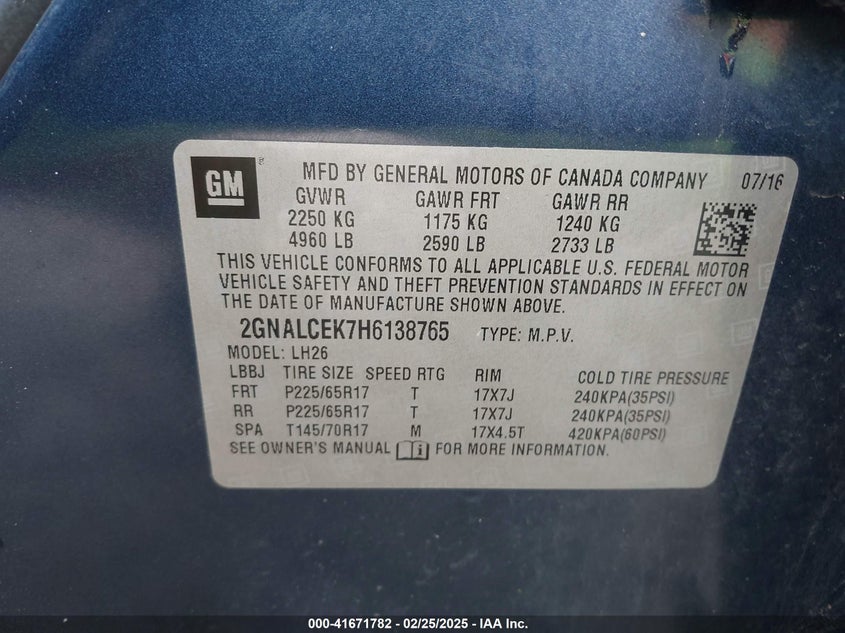 GM
MFD BY GENERAL MOTORS OF CANADA COMPANY 07/16
GVWR GAWR FRT GAWR RR
2250 KG 1175 KG 1240 KG
4960 LB 2590 LB 2733 LB
THIS VEHICLE CONFORMS TO ALL APPLICABLE U.S. FEDERAL MOTOR
VEHICLE SAFETY AND THEFT PREVENTION STANDARDS IN EFFECT ON
THE DATE OF MANUFACTURE SHOWN ABOVE.
2GNALCEK7H6138765 TYPE: M.P.V.
MODEL: LH26
LBBJ TIRE SIZE SPEED RTG RIM COLD TIRE PRESSURE
FRT P225/65R17 T 17X7J 240KPA(35PSI)
RR P225/65R17 T 17X7J 240KPA(35PSI)
SPA T145/70R17 M 17X4.5T 420KPA(60PSI)
SEE OWNER'S MANUAL FOR MORE INFORMATION.
000-41671782 - 02/25/2025 - IAA Inc.